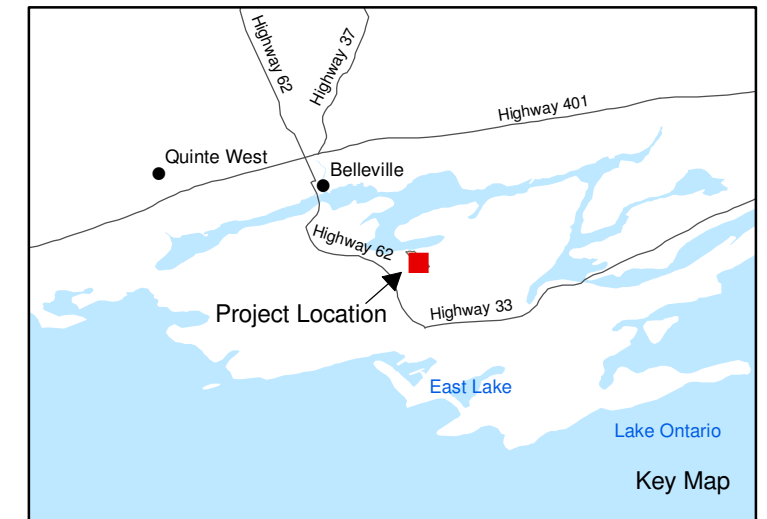 Highway 62
Highway 37
Highway 401
Quinte West
Belleville
Highway 62
Project Location
Highway 33
East Lake
Lake Ontario
Key Map